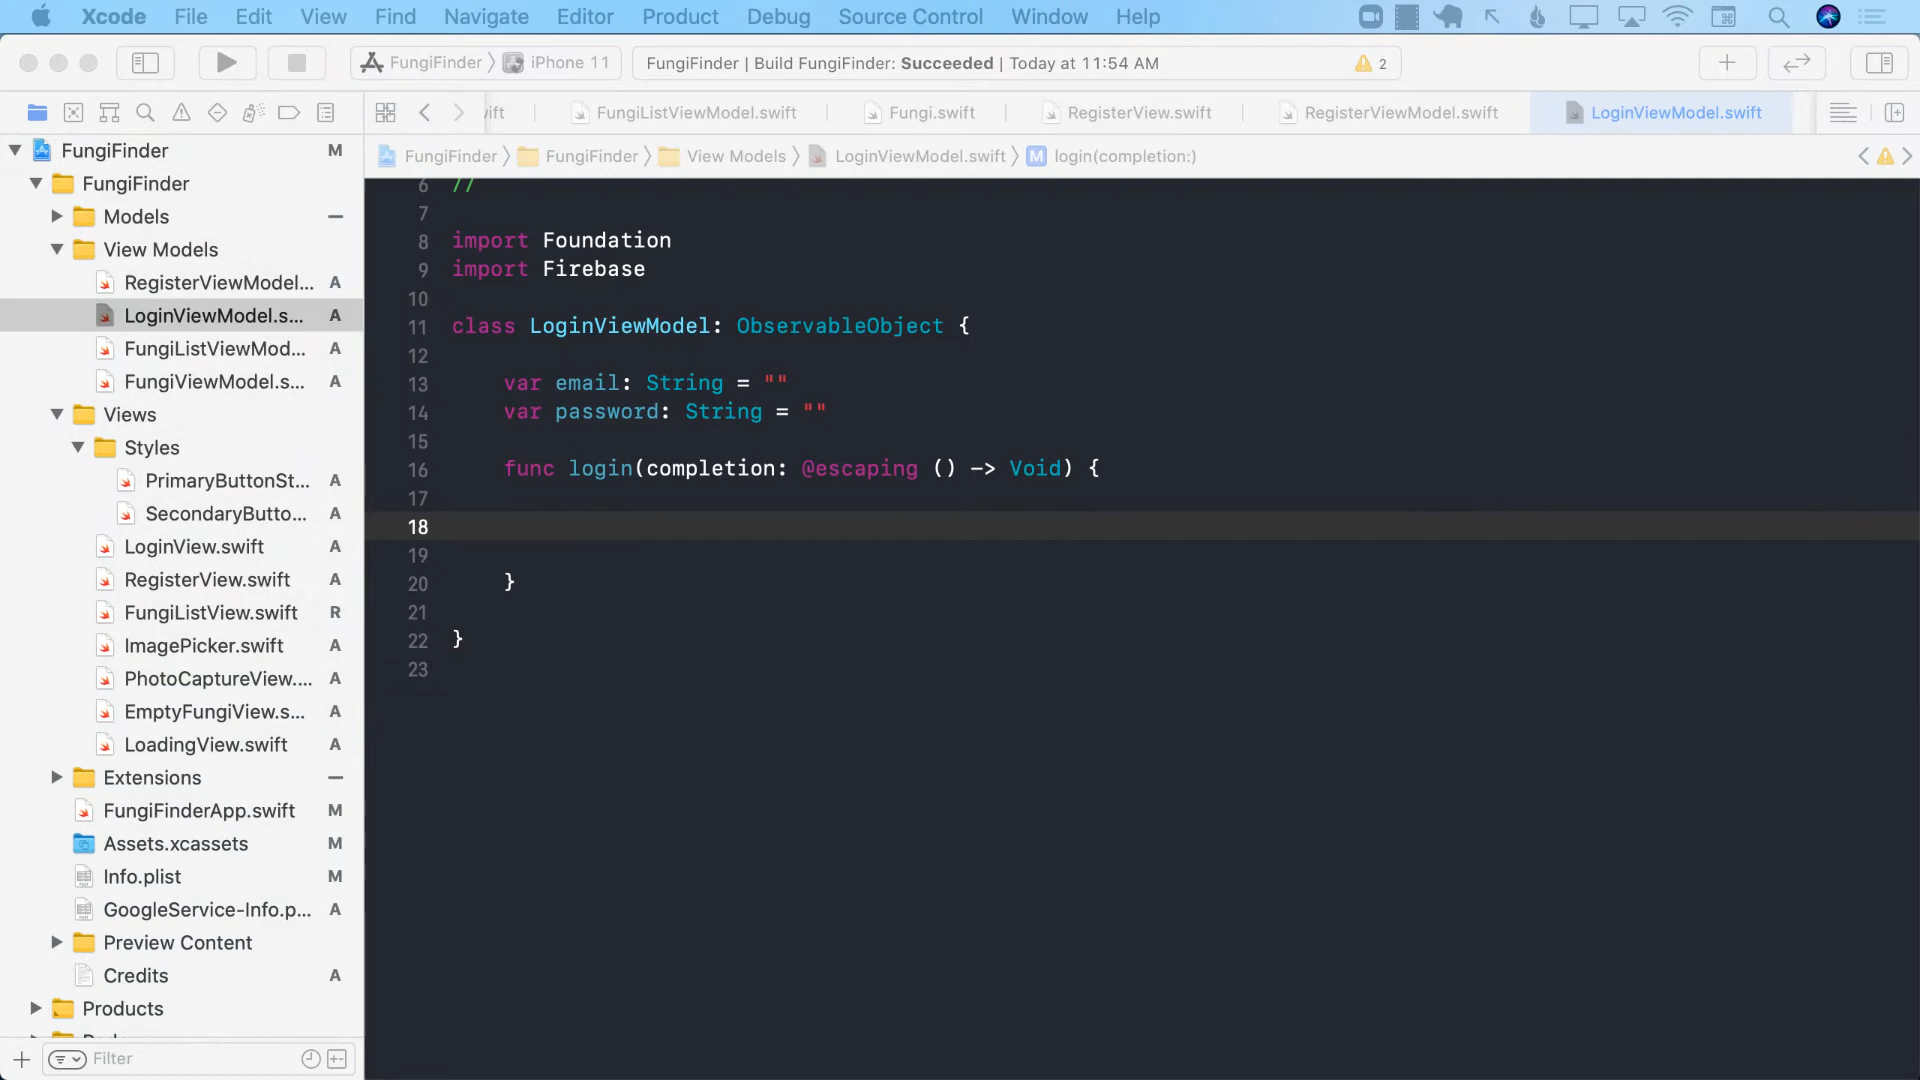 Xcode File Edit View Find Navigate Editor Product Debug Source Control Window Help
FungiFinder 〉 iPhone 11
FungiFinder | Build FungiFinder: Succeeded | Today at 11:54 AM
2
ift
FungiListViewModel.swift
Fungi.swift
RegisterView.swift
RegisterViewModel.swift
LoginViewModel.swift
FungiFinder 〉 FungiFinder 〉 View Models 〉 LoginViewModel.swift 〉 M login(completion:)
FungiFinder M
FungiFinder
Models
View Models
RegisterViewModel... A
LoginViewModel.s... A
FungiListViewMod... A
FungiViewModel.s... A
Views
Styles
PrimaryButtonSt... A
SecondaryButto... A
LoginView.swift A
RegisterView.swift A
FungiListView.swift R
ImagePicker.swift A
PhotoCaptureView.... A
EmptyFungiView.s... A
LoadingView.swift A
Extensions
FungiFinderApp.swift M
Assets.xcassets M
Info.plist M
GoogleService-Info.p... A
Preview Content
Credits A
Products
Filter
6 //
7
8 import Foundation
9 import Firebase
10
11 class LoginViewModel: ObservableObject {
12
13 var email: String = ""
14 var password: String = ""
15
16 func login(completion: @escaping () -> Void) {
17
18
19
20 }
21
22 }
23